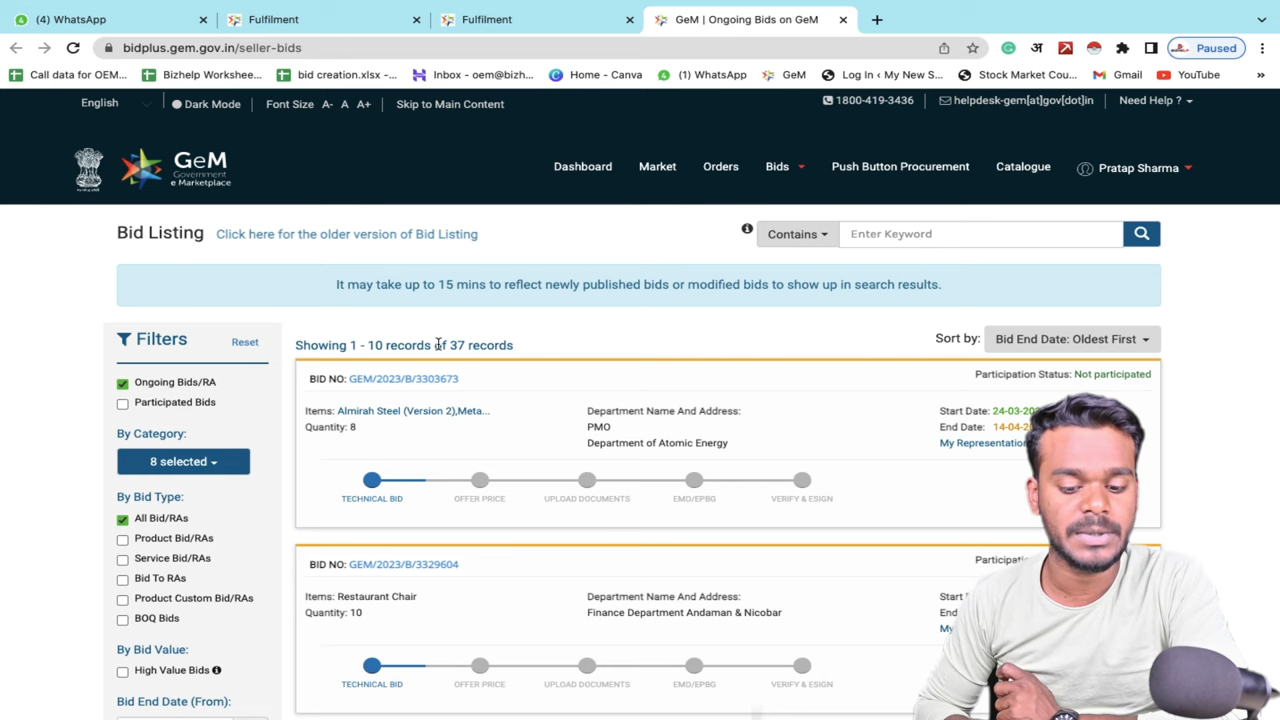 (4) WhatsApp
Fulfilment
Fulfilment
GeM | Ongoing Bids on GeM
bidplus.gem.gov.in/seller-bids
अ
Paused
Call data for OEM...
Bizhelp Workshee...
bid creation.xlsx -...
Inbox - oem@bizh...
Home - Canva
(1) WhatsApp
GeM
Log In ‹ My New S...
Stock Market Cou...
Gmail
YouTube
»
English
Dark Mode
Font Size A- A A+
Skip to Main Content
1800-419-3436
helpdesk-gem[at]gov[dot]in
Need Help ?
GeM
Government
e Marketplace
Dashboard
Market
Orders
Bids
Push Button Procurement
Catalogue
Pratap Sharma
Bid Listing
Click here for the older version of Bid Listing
Contains
Enter Keyword
It may take up to 15 mins to reflect newly published bids or modified bids to show up in search results.
Filters
Reset
Showing 1 - 10 records of 37 records
Sort by:
Bid End Date: Oldest First
Ongoing Bids/RA
Participated Bids
By Category:
8 selected
By Bid Type:
All Bid/RAs
Product Bid/RAs
Service Bid/RAs
Bid To RAs
Product Custom Bid/RAs
BOQ Bids
By Bid Value:
High Value Bids
Bid End Date (From):
BID NO: GEM/2023/B/3303673
Participation Status: Not participated
Items: Almirah Steel (Version 2),Meta...
Quantity: 8
Department Name And Address:
PMO
Department of Atomic Energy
Start Date: 24-03-20
End Date: 14-04-
My Representation
TECHNICAL BID
OFFER PRICE
UPLOAD DOCUMENTS
EMD/EPBG
VERIFY & ESIGN
BID NO: GEM/2023/B/3329604
Items: Restaurant Chair
Quantity: 10
Department Name And Address:
Finance Department Andaman & Nicobar
TECHNICAL BID
OFFER PRICE
UPLOAD DOCUMENTS
EMD/EPBG
VERIFY & ESIGN